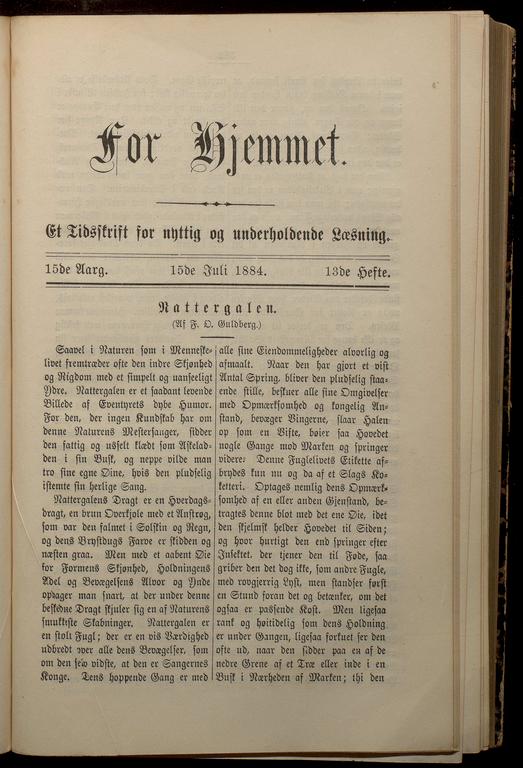 For Hjemmet.
Et Tidsskrift for nyttig og underholdende Læsning.
15de Aarg. 15de Juli 1884. 13de Hefte.
Nattergalen.
(Af F. O. Guldberg.)
Saavel i Naturen som i Menneske-
livet fremtræder ofte den indre Skjønhed
og Rigdom med et simpelt og uanseeligt
Ydre. Nattergalen er et saadant levende
Billede af Eventyrets dybe Humor.
For den, der ingen Kundskab har om
denne Naturens Mestersanger, sidder
den fattig og usselt klædt som Askelad-
den i sin Busk, og neppe vilde man
tro sine egne Øine, hvis den pludselig
istemte sin herlige Sang.
Nattergalens Dragt er en Hverdags-
dragt, en brun Overkjole med et Anstrøg,
som var den falmet i Solskin og Regn,
og dens Brystdugs Farve er skidden og
næsten graa. Men med et aabent Øie
for Formens Skjønhed, Holdningens
Adel og Bevægelsens Alvor og Ynde
opdager man snart, at der under denne
beskedne Dragt skjuler sig en af Naturens
smukkeste Skabninger. Nattergalen er
en stolt Fugl; der er en vis Værdighed
udbredt over alle dens Bevægelser, som
om den selv vidste, at den er Sangernes
Konge. Dens hoppende Gang er med
alle sine Eiendommeligheder alvorlig og
afmaalt. Naar den har gjort et vist
Antal Spring, bliver den pludselig staa-
ende stille, beskuer alle sine Omgivelser
med Opmærksomhed og kongelig An-
stand, bevæger Vingerne, slaar Halen
op som en Vifte, bøier saa Hovedet
nogle Gange mod Marken og springer
videre. Denne Fuglelivets Etikette af-
brydes kun nu og da af et Slags Ko-
ketteri. Optages nemlig dens Opmærk-
somhed af en eller anden Gjenstand, be-
tragtes denne blot med det ene Øie, idet
den skjelmsk helder Hovedet til Siden;
og hvor hurtigt den end springer efter
Insektet, der tjener den til Føde, saa
griber den det dog ikke, som andre Fugle,
med rovgjerrig Lyst, men standser først
en Stund foran det og betænker, om det
ogsaa er passende Kost. Men ligesaa
rank og høitidelig som dens Holdning
er under Gangen, ligesaa forkuet ser den
ofte ud, naar den sidder paa en af de
nedre Grene af et Træ eller inde i en
Busk i Nærheden af Marken; thi den